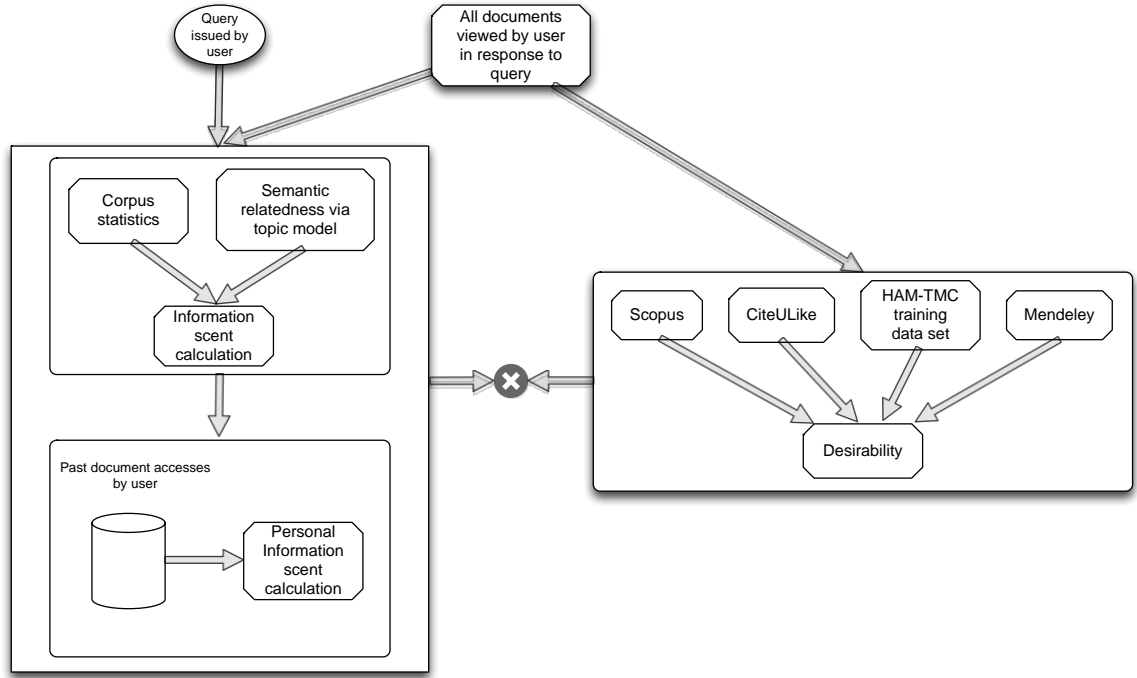 Query
issued by
user
All documents
viewed by user
in response to
query
Corpus
statistics
Semantic
relatedness via
topic model
Information
scent
calculation
Past document accesses
by user
Personal
Information
scent
calculation
Scopus
CiteULike
HAM-TMC
training
data set
Mendeley
Desirability